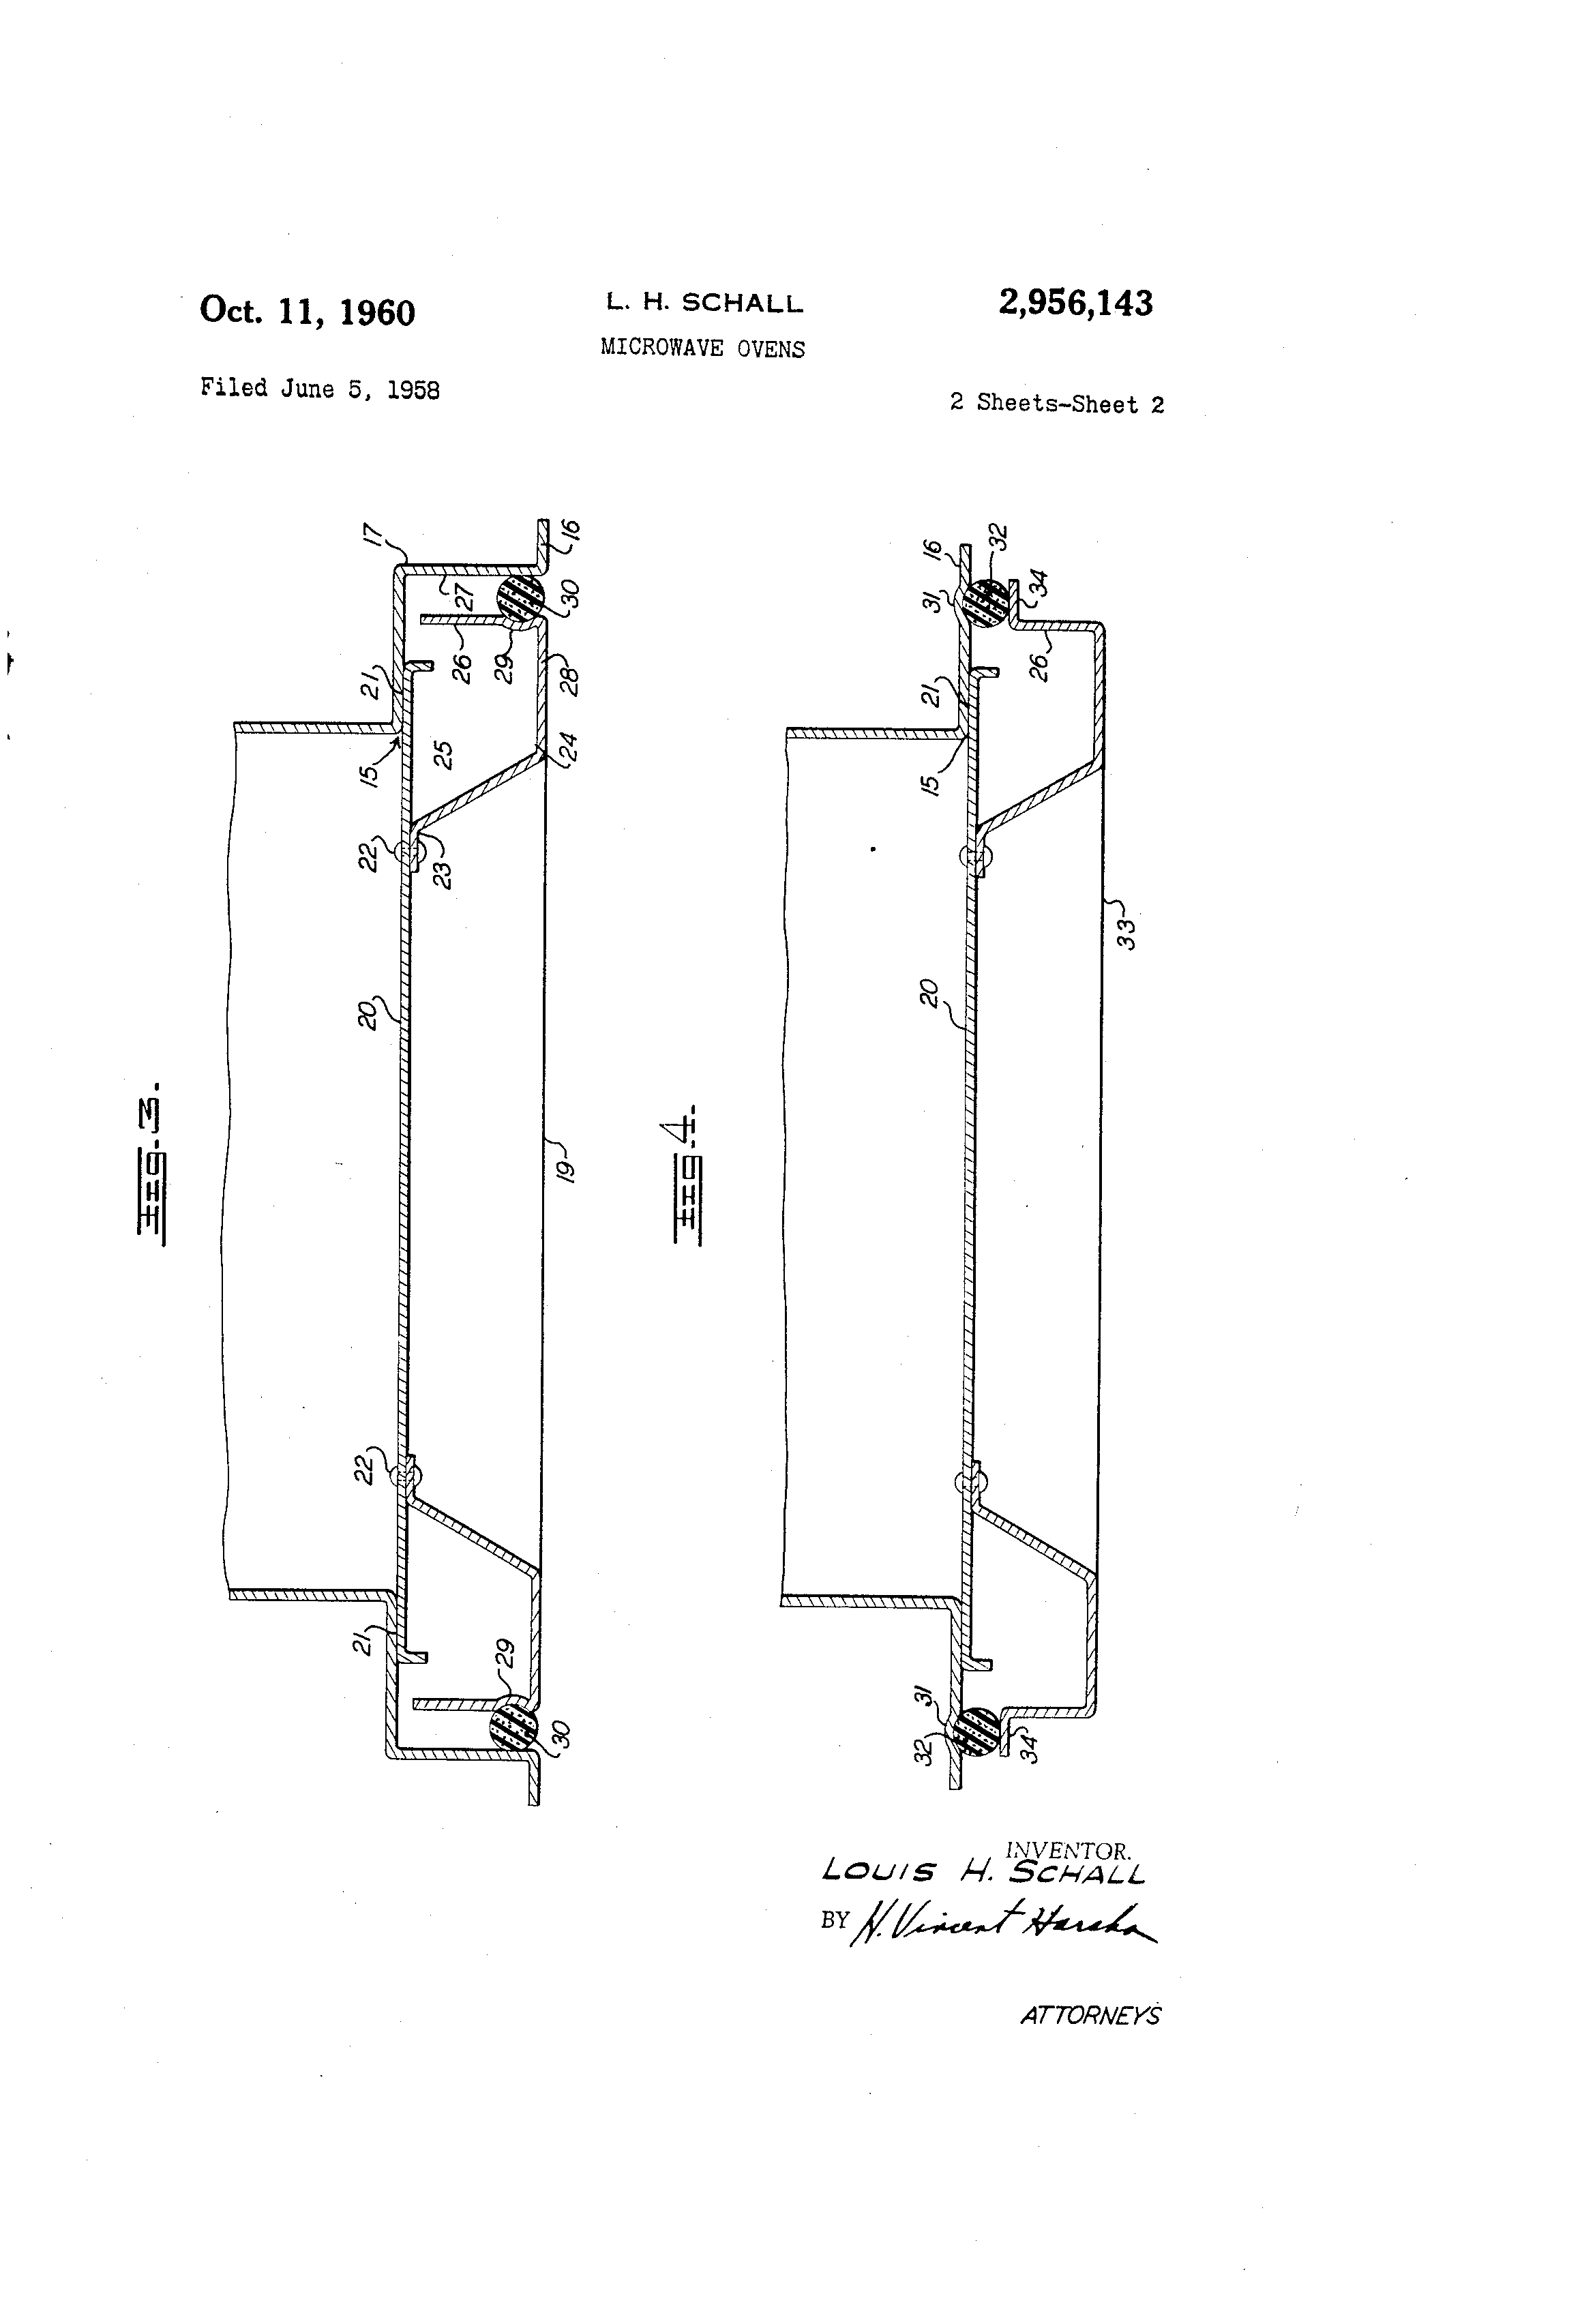 Oct. 11, 1960
L. H. SCHALL
2,956,143
MICROWAVE OVENS
Filed June 5, 1958
2 Sheets-Sheet 2
FIG. 3.
17
16
27
30
26
29
28
21
15
25
24
22
23
20
19
22
21
29
30
FIG. 4.
16
32
31
34
26
21
15
20
33
31
32
34
INVENTOR.
LOUIS H. SCHALL
BY H. Vincent Harsha
ATTORNEYS